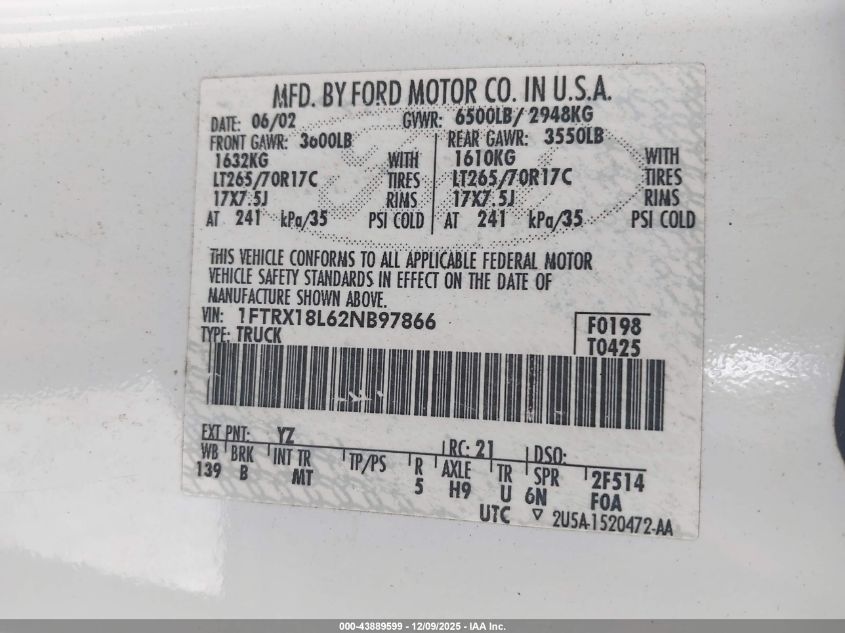 MFD. BY FORD MOTOR CO. IN U.S.A.
DATE: 06/02 GVWR: 6500LB/ 2948KG
FRONT GAWR: 3600LB REAR GAWR: 3550LB
1632KG WITH 1610KG WITH
LT265/70R17C TIRES LT265/70R17C TIRES
17X7.5J RIMS 17X7.5J RIMS
AT 241 kPa/35 PSI COLD AT 241 kPa/35 PSI COLD
THIS VEHICLE CONFORMS TO ALL APPLICABLE FEDERAL MOTOR
VEHICLE SAFETY STANDARDS IN EFFECT ON THE DATE OF
MANUFACTURE SHOWN ABOVE.
VIN: 1FTRX18L62NB97866 F0198
TYPE: TRUCK T0425
EXT PNT: YZ RC: 21 DSO:
WB BRK INT TR TP/PS R AXLE TR SPR 2F514
139 B MT 5 H9 U 6N FOA
UTC ▽ 2U5A-1520472-AA
000-43889599 - 12/09/2025 - IAA Inc.